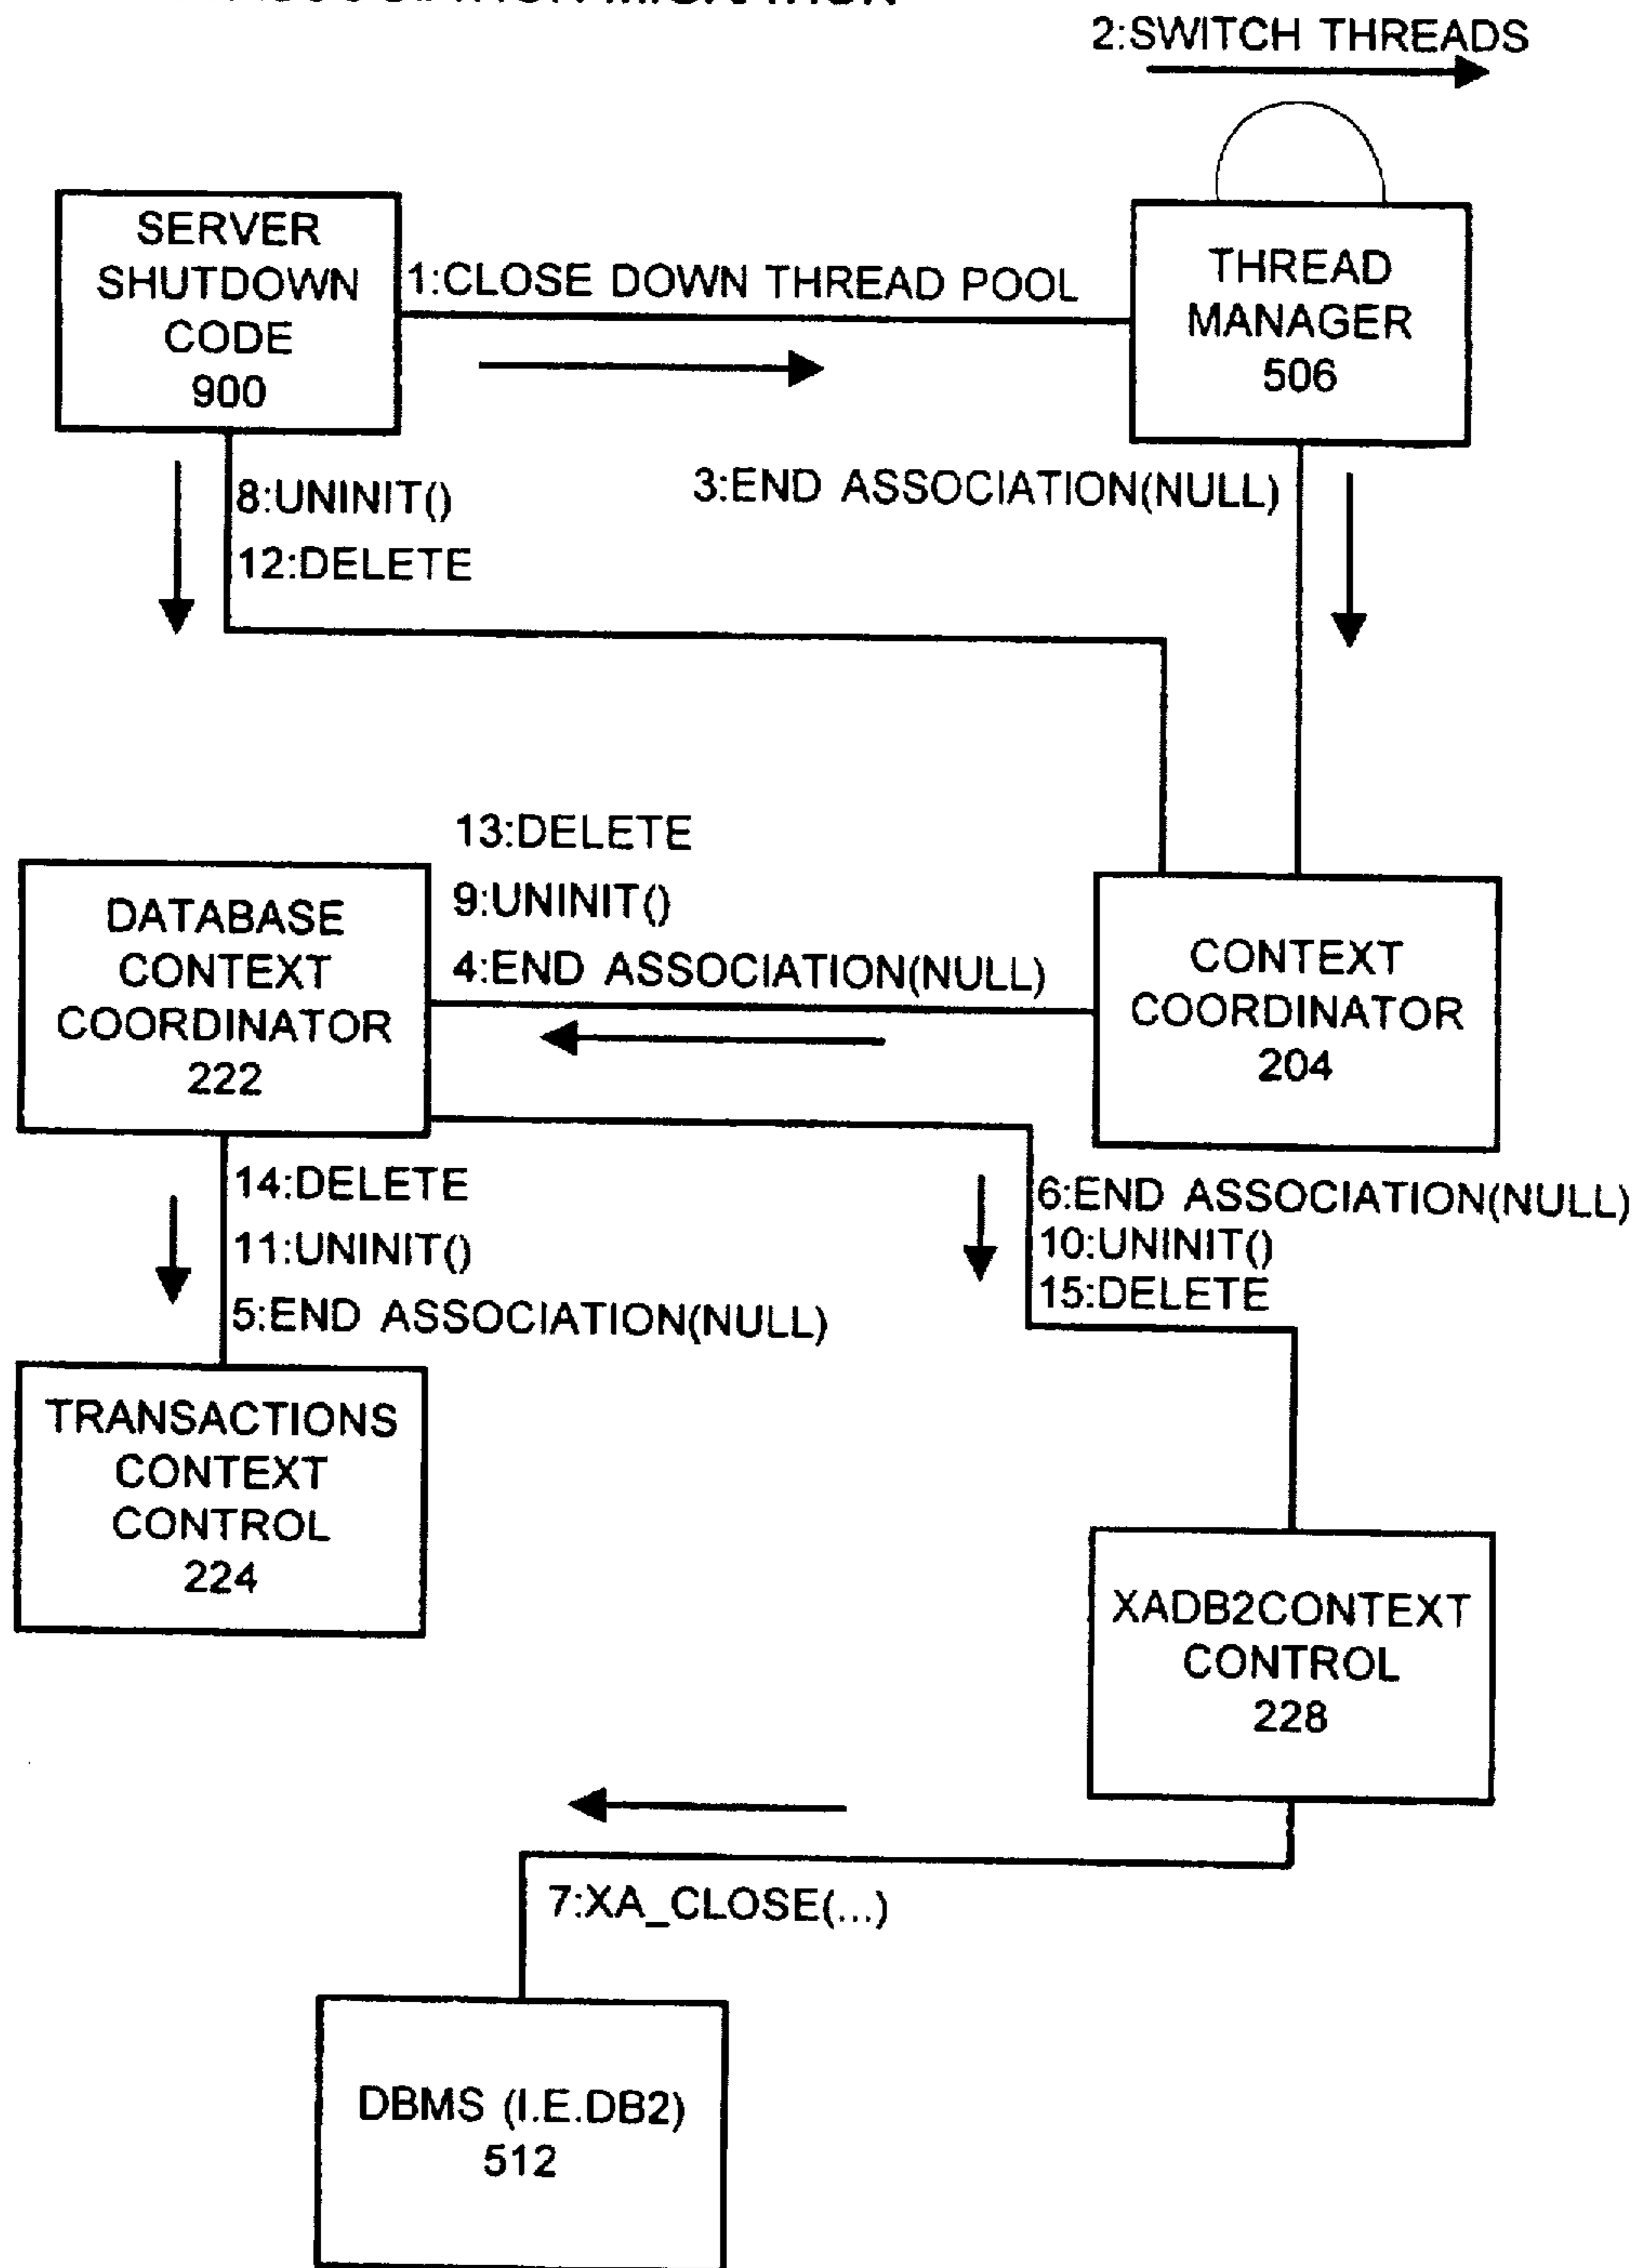 2:SWITCH THREADS
SERVER
SHUTDOWN
CODE
900
1:CLOSE DOWN THREAD POOL
THREAD
MANAGER
506
8:UNINIT()
12:DELETE
3:END ASSOCIATION(NULL)
13:DELETE
9:UNINIT()
4:END ASSOCIATION(NULL)
DATABASE
CONTEXT
COORDINATOR
222
CONTEXT
COORDINATOR
204
14:DELETE
11:UNINIT()
5:END ASSOCIATION(NULL)
6:END ASSOCIATION(NULL)
10:UNINIT()
15:DELETE
TRANSACTIONS
CONTEXT
CONTROL
224
XADB2CONTEXT
CONTROL
228
7:XA_CLOSE(...)
DBMS (I.E.DB2)
512